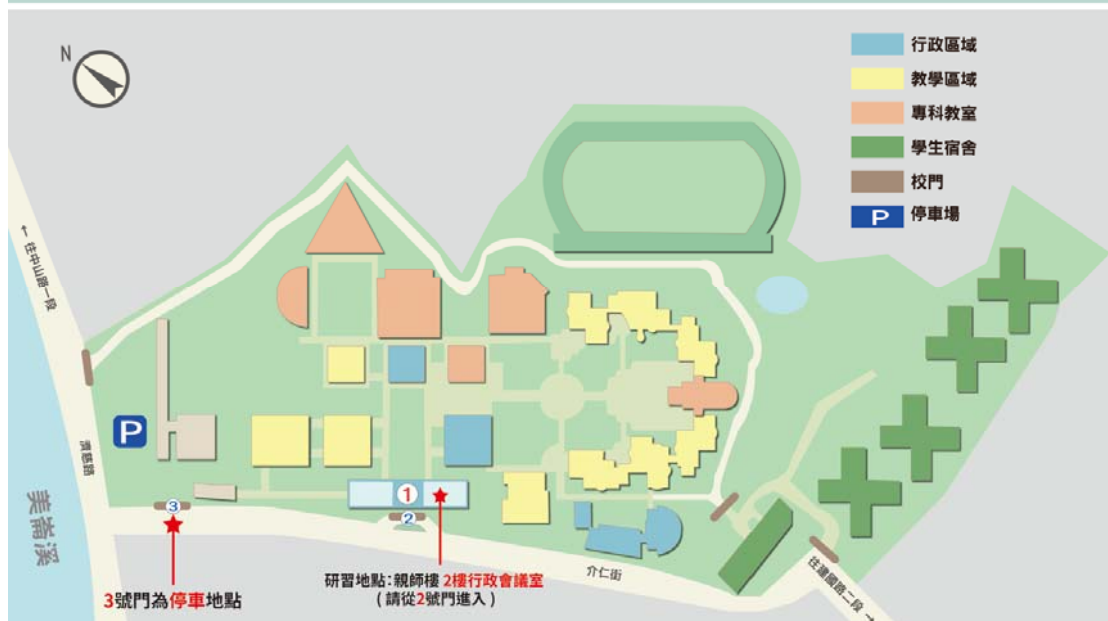 N
行政區域
教學區域
專科教室
學生宿舍
校門
P 停車場
← 往中山路一段
P
濟慈路
美崙溪
1
2
3
3號門為停車地點
研習地點:親師樓 2樓行政會議室
( 請從2號門進入 )
介仁街
往建國路二段 →